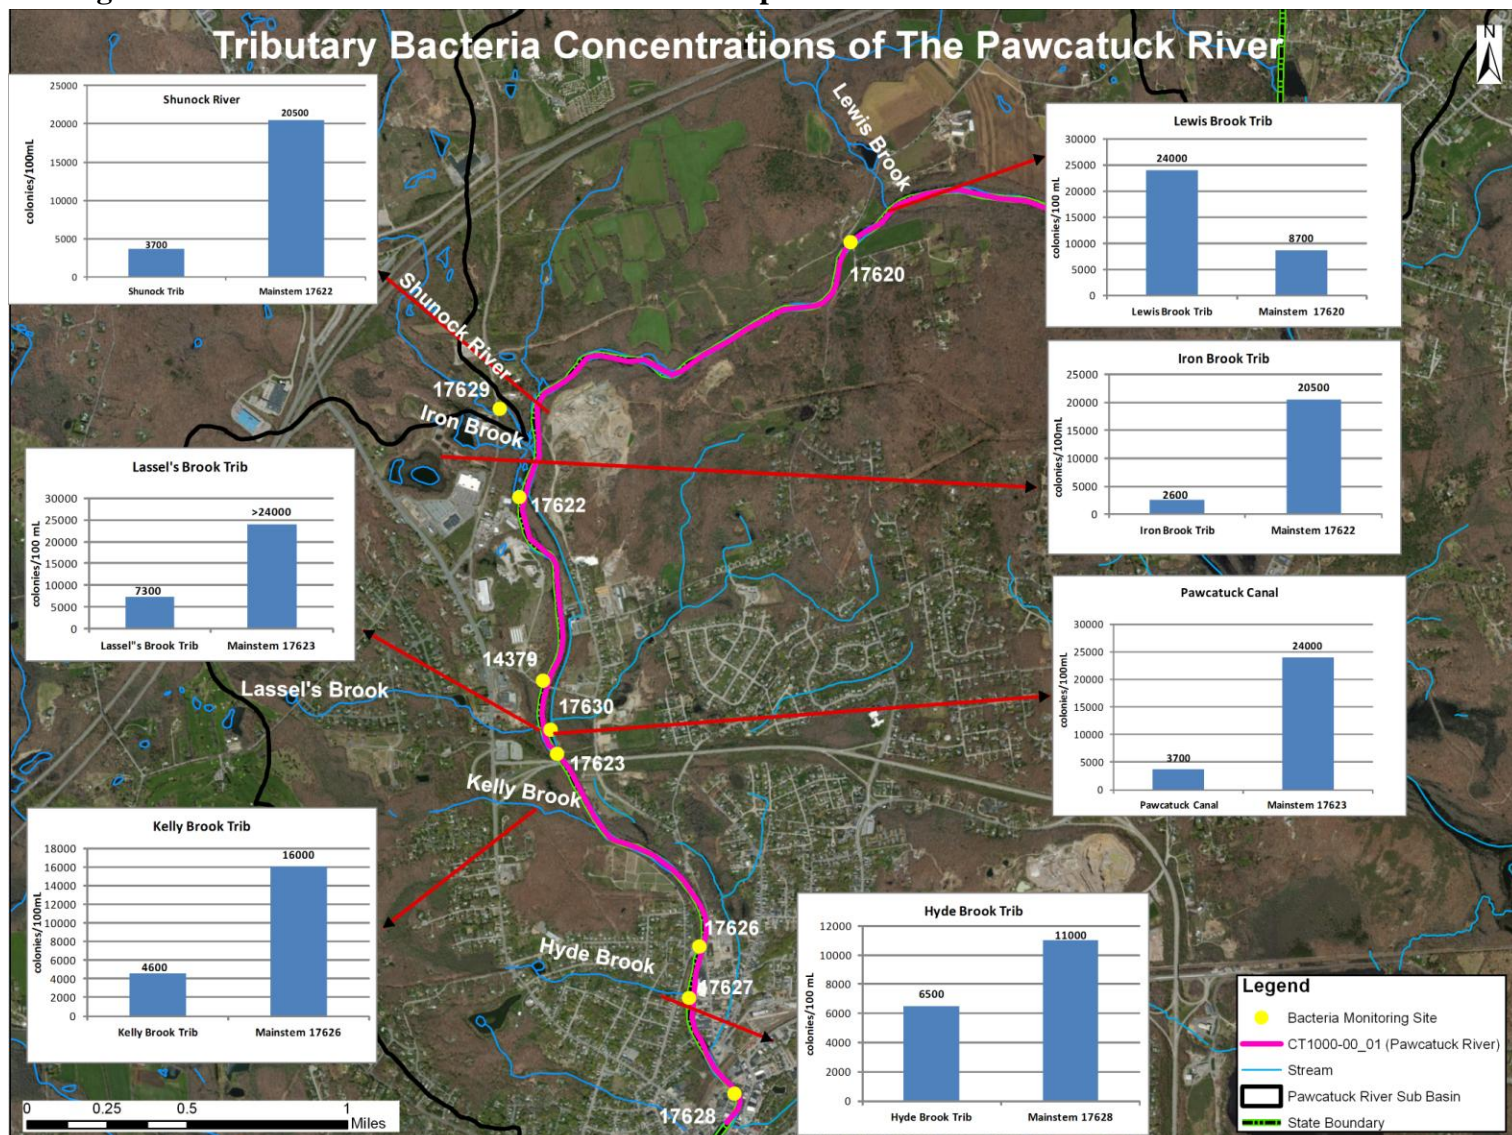 Tributary Bacteria Concentrations of The Pawcatuck River
N
Shunock River
colonies/100mL
25000
20000
15000
10000
5000
0
3700
20500
Shunock Trib
Mainstem 17622
Lewis Brook Trib
colonies/100 mL
30000
25000
20000
15000
10000
5000
0
24000
8700
Lewis Brook Trib
Mainstem 17620
Iron Brook Trib
colonies/100mL
25000
20000
15000
10000
5000
0
2600
20500
Iron Brook Trib
Mainstem 17622
Lassel's Brook Trib
colonies/100 mL
30000
25000
20000
15000
10000
5000
0
7300
>24000
Lassel"s Brook Trib
Mainstem 17623
Pawcatuck Canal
colonies/100mL
30000
25000
20000
15000
10000
5000
0
3700
24000
Pawcatuck Canal
Mainstem 17623
Kelly Brook Trib
colonies/100mL
18000
16000
14000
12000
10000
8000
6000
4000
2000
0
4600
16000
Kelly Brook Trib
Mainstem 17626
Hyde Brook Trib
colonies/100 mL
12000
10000
8000
6000
4000
2000
0
6500
11000
Hyde Brook Trib
Mainstem 17628
Lewis Brook
17620
Shunock River
17629
Iron Brook
17622
14379
Lassel's Brook
17630
17623
Kelly Brook
17626
Hyde Brook
17627
17628
Legend
Bacteria Monitoring Site
CT1000-00_01 (Pawcatuck River)
Stream
Pawcatuck River Sub Basin
State Boundary
0 0.25 0.5 1
Miles